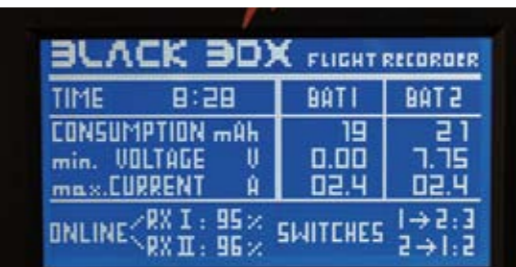 BLACK BOX FLIGHT RECORDER
TIME 8:28 BAT1 BAT2
CONSUMPTION mAh 19 21
min. VOLTAGE V 0.00 7.75
max.CURRENT A 02.4 02.4
ONLINE RX I : 95% SWITCHES 1→2:3
RX II : 96% 2→1:2